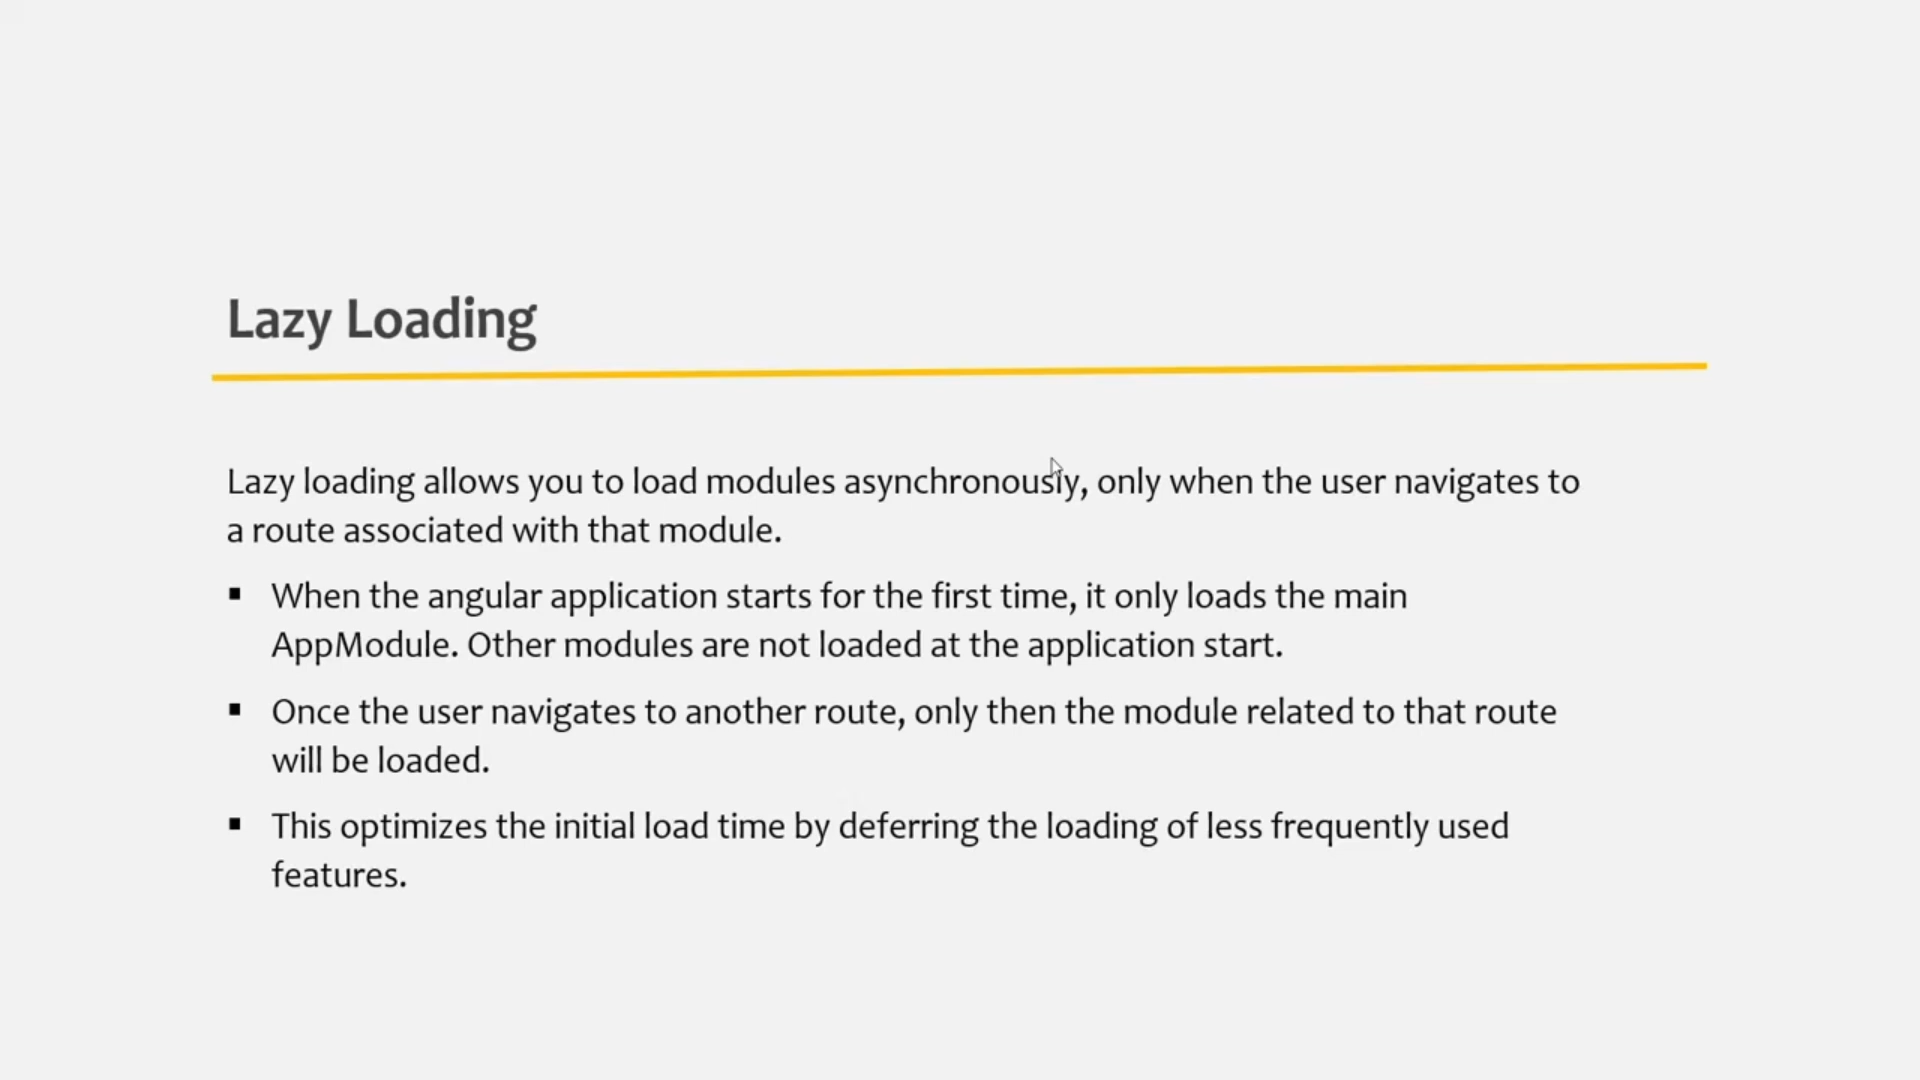 Lazy Loading
Lazy loading allows you to load modules asynchronously, only when the user navigates to
a route associated with that module.
▪ When the angular application starts for the first time, it only loads the main
AppModule. Other modules are not loaded at the application start.
▪ Once the user navigates to another route, only then the module related to that route
will be loaded.
▪ This optimizes the initial load time by deferring the loading of less frequently used
features.